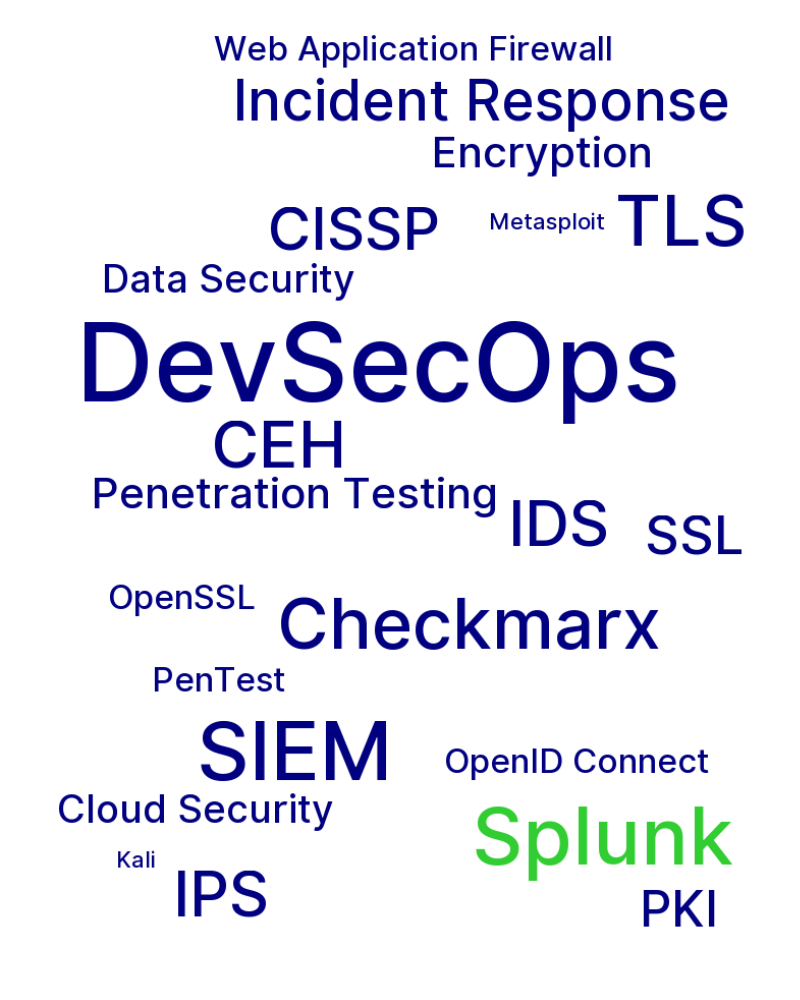 Web Application Firewall
Incident Response
Encryption
CISSP
Metasploit
TLS
Data Security
DevSecOps
CEH
Penetration Testing
IDS
SSL
OpenSSL
Checkmarx
PenTest
SIEM
OpenID Connect
Cloud Security
Splunk
Kali
IPS
PKI